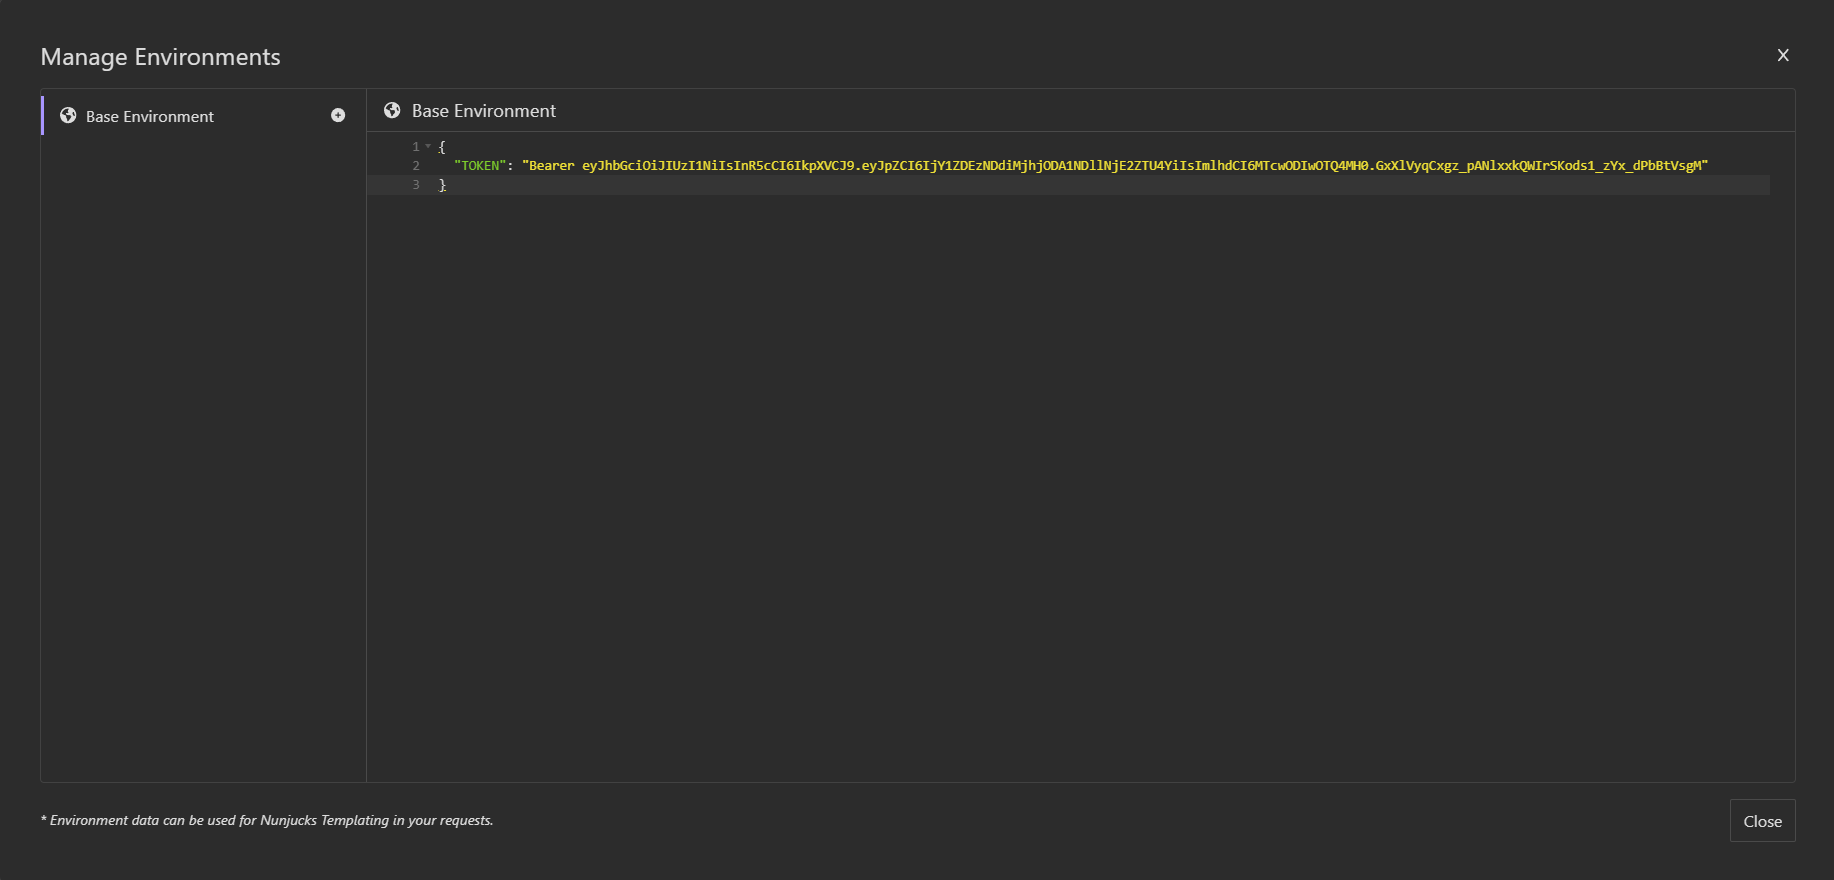 Manage Environments
X
Base Environment
Base Environment
1 {
2 "TOKEN": "Bearer eyJhbGciOiJIUzI1NiIsInR5cCI6IkpXVCJ9.eyJpZCI6IjY1ZDEzNDdiMjhjODA1NDllNjE2ZTU4YiIsImlhdCI6MTcwODIwOTQ4MH0.GxXlVyqCxgz_pANlxxkQWIrSKods1_zYx_dPbBtVsgM"
3 }
* Environment data can be used for Nunjucks Templating in your requests.
Close